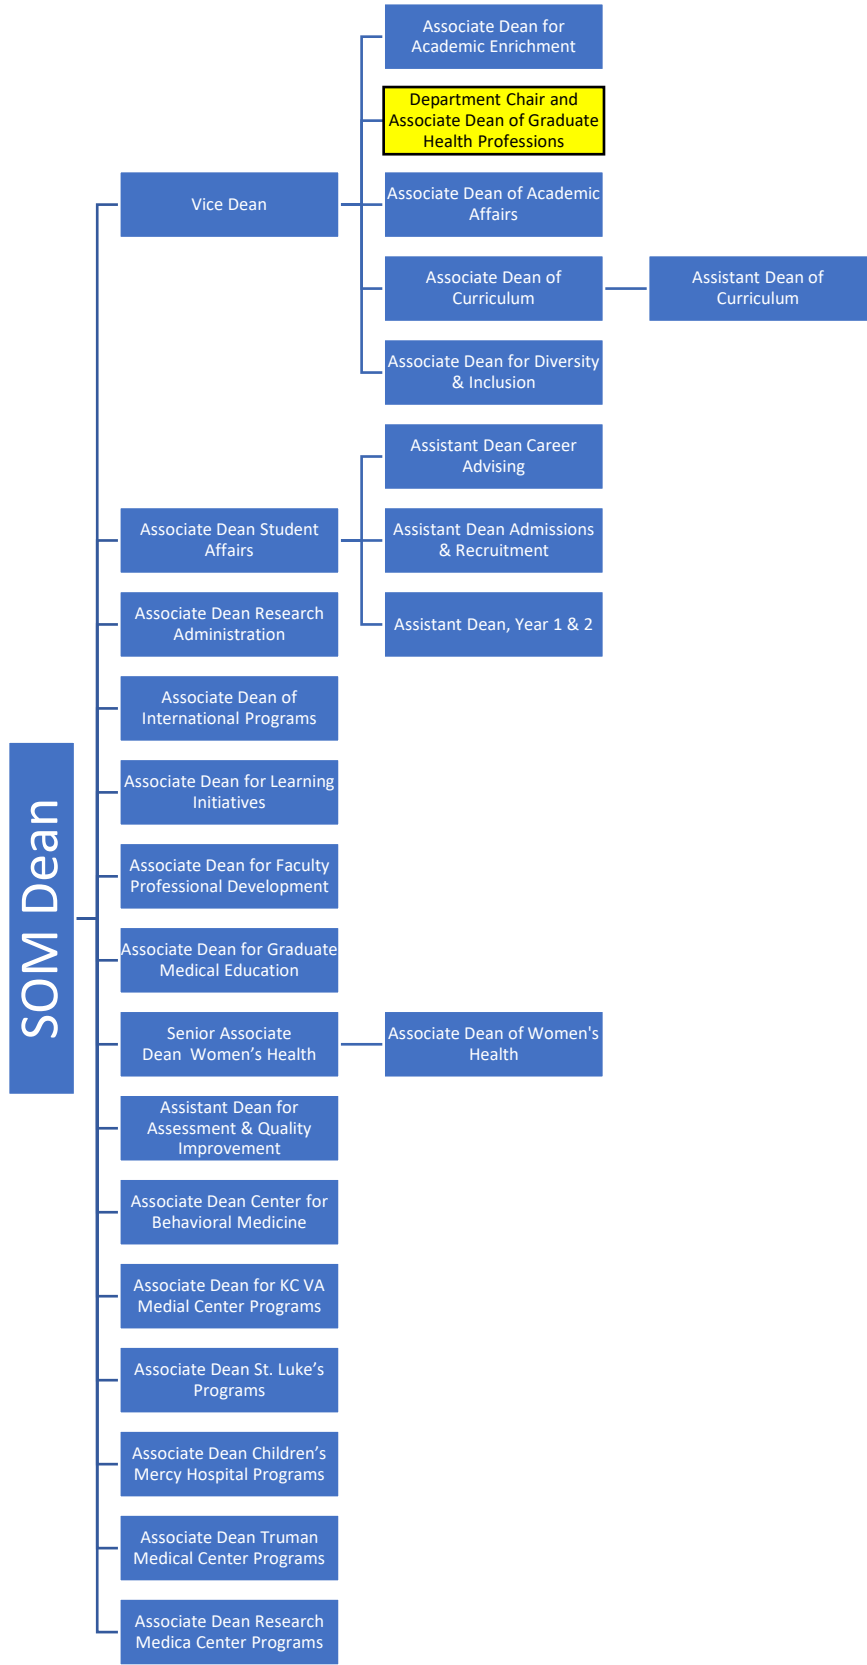 SOM Dean
Vice Dean
Associate Dean for
Academic Enrichment
Department Chair and
Associate Dean of Graduate
Health Professions
Associate Dean of Academic
Affairs
Associate Dean of
Curriculum
Assistant Dean of
Curriculum
Associate Dean for Diversity
& Inclusion
Associate Dean Student
Affairs
Assistant Dean Career
Advising
Assistant Dean Admissions
& Recruitment
Assistant Dean, Year 1 & 2
Associate Dean Research
Administration
Associate Dean of
International Programs
Associate Dean for Learning
Initiatives
Associate Dean for Faculty
Professional Development
Associate Dean for Graduate
Medical Education
Senior Associate
Dean  Women’s Health
Associate Dean of Women's
Health
Assistant Dean for
Assessment & Quality
Improvement
Associate Dean Center for
Behavioral Medicine
Associate Dean for KC VA
Medial Center Programs
Associate Dean St. Luke’s
Programs
Associate Dean Children’s
Mercy Hospital Programs
Associate Dean Truman
Medical Center Programs
Associate Dean Research
Medica Center Programs